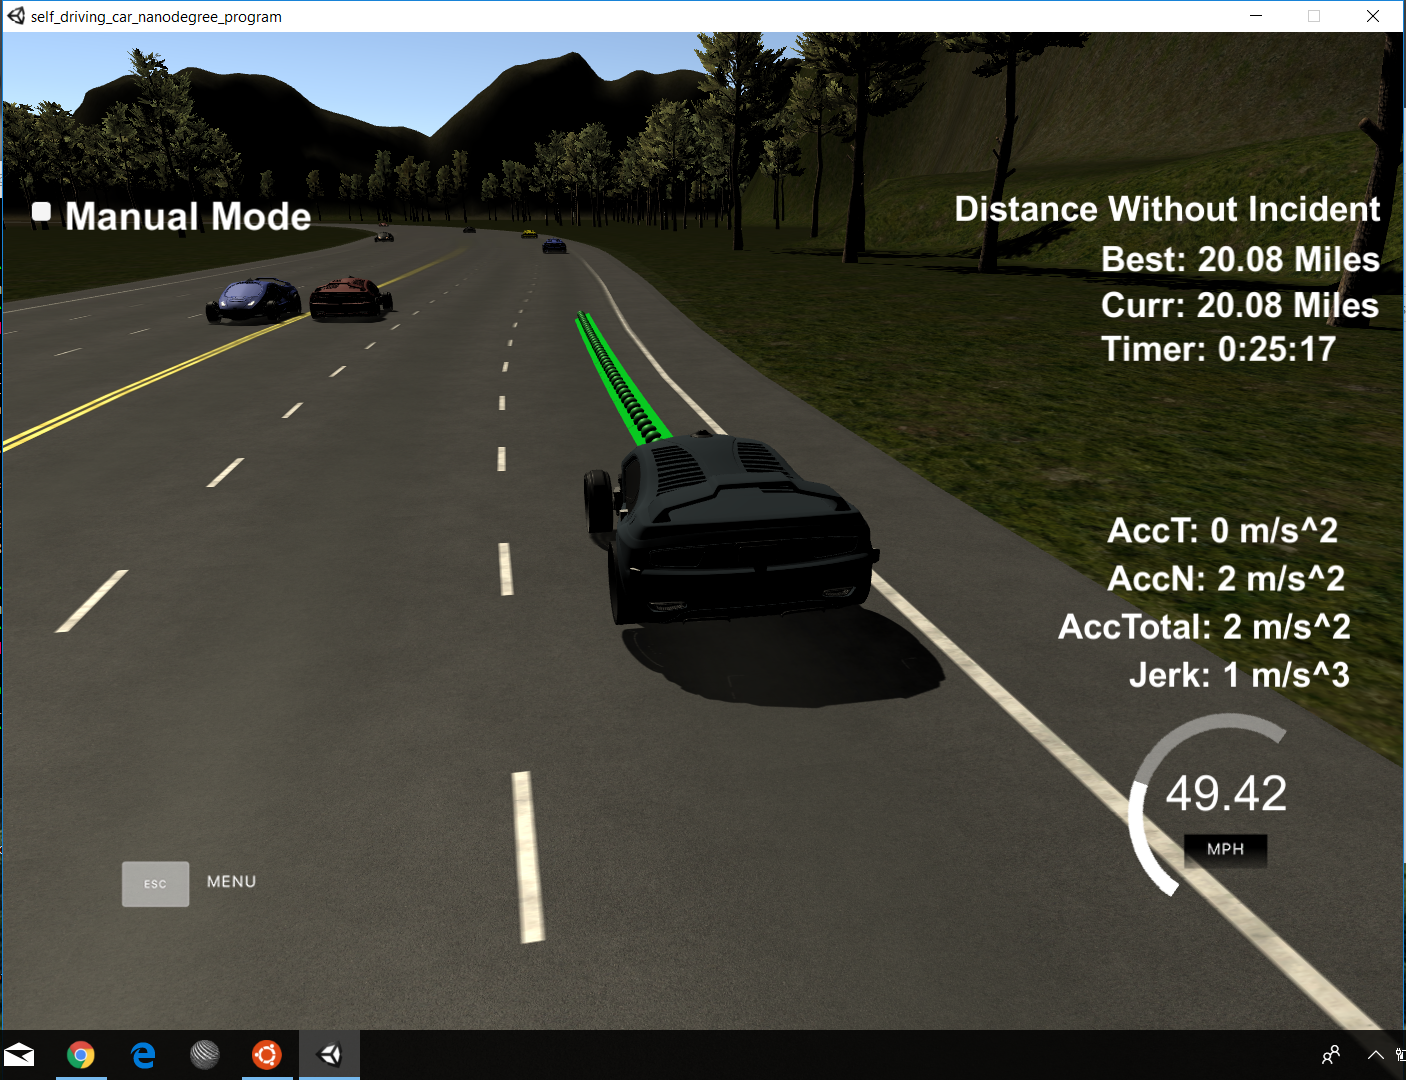 self_driving_car_nanodegree_program
Manual Mode
Distance Without Incident
Best: 20.08 Miles
Curr: 20.08 Miles
Timer: 0:25:17
AccT: 0 m/s^2
AccN: 2 m/s^2
AccTotal: 2 m/s^2
Jerk: 1 m/s^3
49.42
MPH
ESC MENU